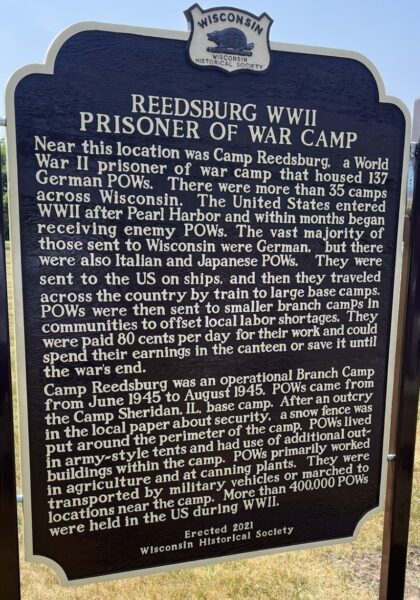 WISCONSIN
WISCONSIN
HISTORICAL SOCIETY
REEDSBURG WWII
PRISONER OF WAR CAMP
Near this location was Camp Reedsburg, a World
War II prisoner of war camp that housed 137
German POWs. There were more than 35 camps
across Wisconsin. The United States entered
WWII after Pearl Harbor and within months began
receiving enemy POWs. The vast majority of
those sent to Wisconsin were German, but there
were also Italian and Japanese POWs. They were
sent to the US on ships, and then they traveled
across the country by train to large base camps.
POWs were then sent to smaller branch camps in
communities to offset local labor shortages. They
were paid 80 cents per day for their work and could
spend their earnings in the canteen or save it until
the war's end.
Camp Reedsburg was an operational Branch Camp
from June 1945 to August 1945. POWs came from
the Camp Sheridan, IL, base camp. After an outcry
in the local paper about security, a snow fence was
put around the perimeter of the camp. POWs lived
in army-style tents and had use of additional out-
buildings within the camp. POWs primarily worked
in agriculture and at canning plants. They were
transported by military vehicles or marched to
locations near the camp. More than 400,000 POWs
were held in the US during WWII.
Erected 2021
Wisconsin Historical Society